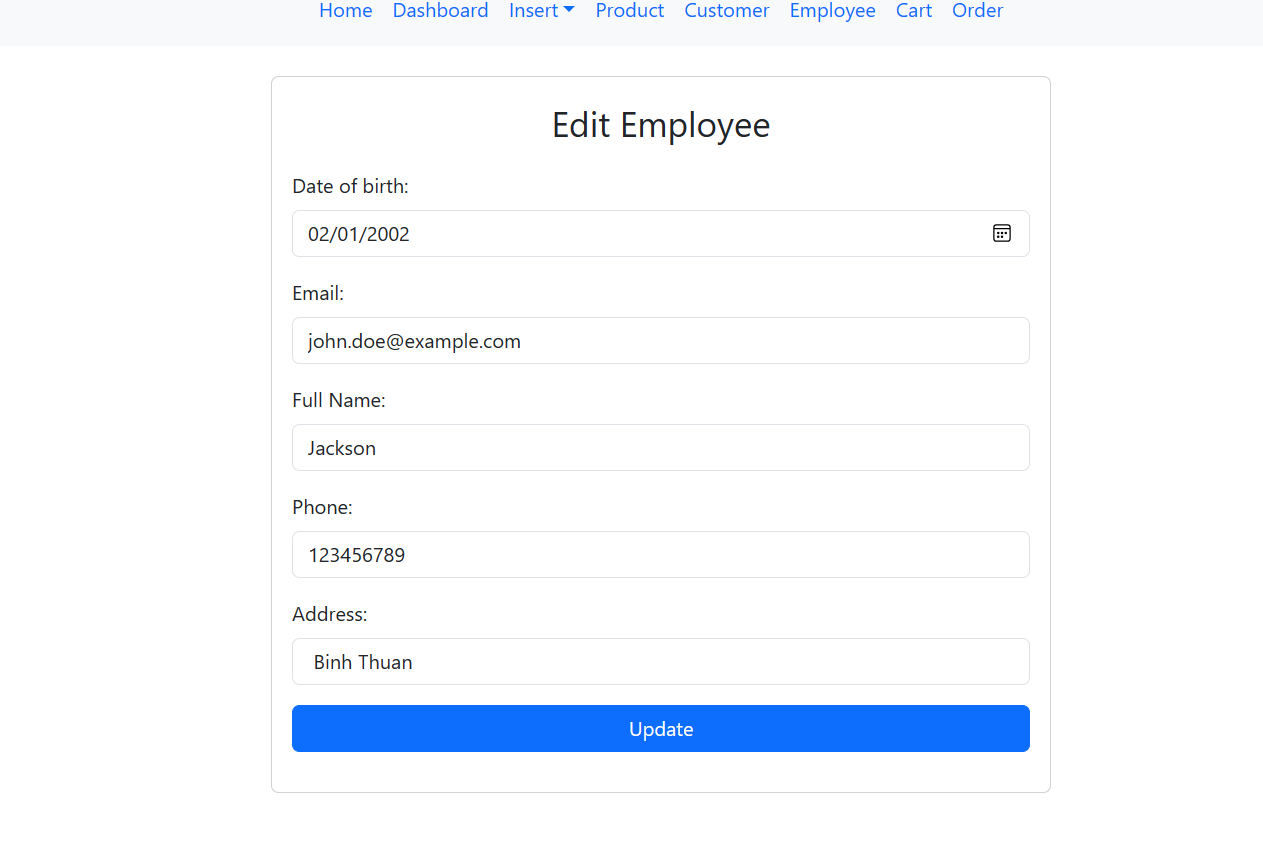 Home Dashboard Insert Product Customer Employee Cart Order
Edit Employee
Date of birth:
02/01/2002
Email:
john.doe@example.com
Full Name:
Jackson
Phone:
123456789
Address:
Binh Thuan
Update